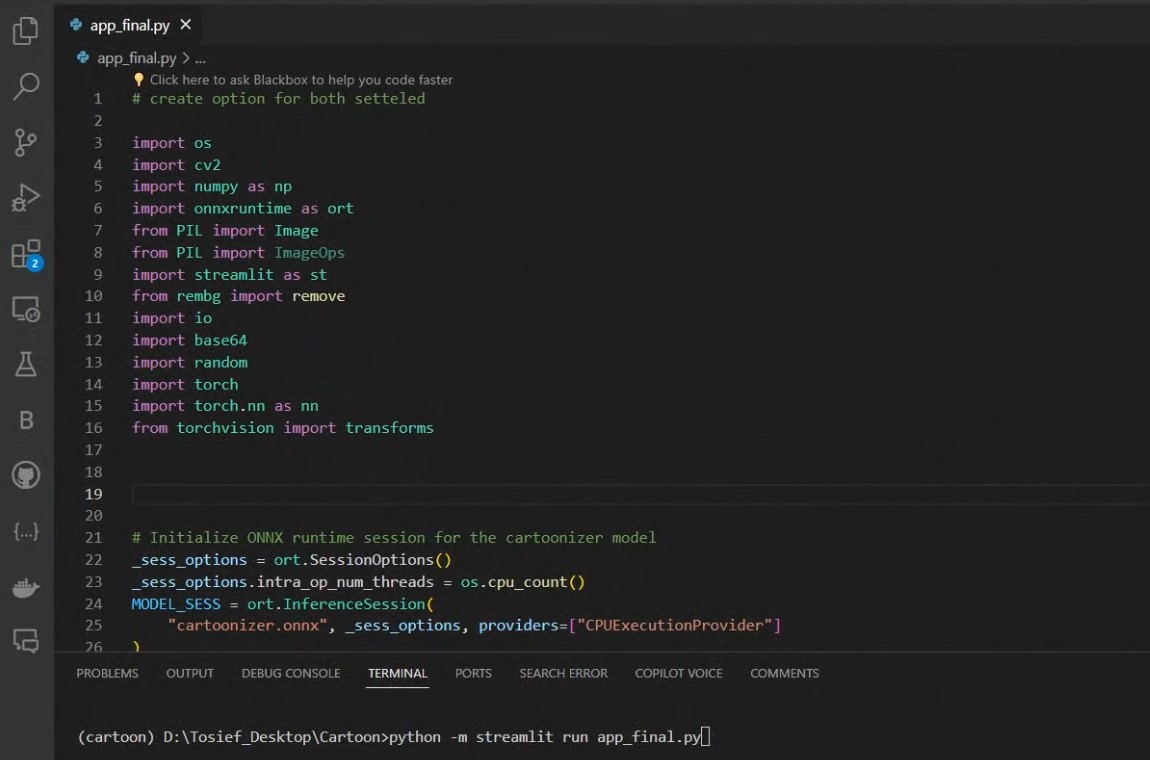 app_final.py ×
app_final.py > ...
Click here to ask Blackbox to help you code faster
1 # create option for both setteled
2
3 import os
4 import cv2
5 import numpy as np
6 import onnxruntime as ort
7 from PIL import Image
8 from PIL import ImageOps
9 import streamlit as st
10 from rembg import remove
11 import io
12 import base64
13 import random
14 import torch
15 import torch.nn as nn
16 from torchvision import transforms
17
18
19
20
21 # Initialize ONNX runtime session for the cartoonizer model
22 _sess_options = ort.SessionOptions()
23 _sess_options.intra_op_num_threads = os.cpu_count()
24 MODEL_SESS = ort.InferenceSession(
25 "cartoonizer.onnx", _sess_options, providers=["CPUExecutionProvider"]
26 )
2
B
{...}
PROBLEMS OUTPUT DEBUG CONSOLE TERMINAL PORTS SEARCH ERROR COPILOT VOICE COMMENTS
(cartoon) D:\Tosief_Desktop\Cartoon>python -m streamlit run app_final.py